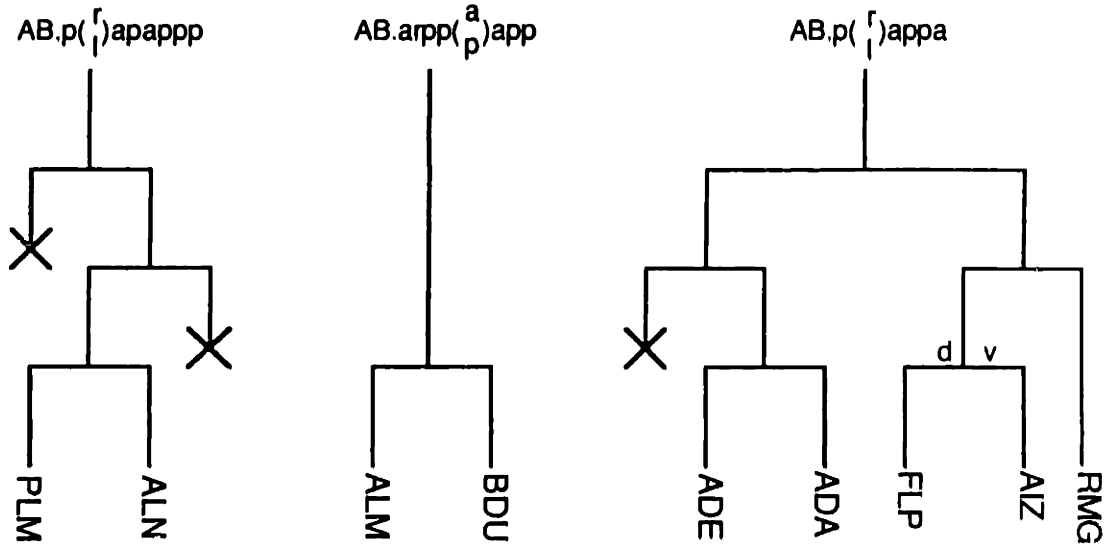 AB,p(r/l)apappp
AB.arpp(a/p)app
AB,p(r/l)appa
d v
PLM
ALN
ALM
BDU
ADE
ADA
FLP
AIZ
RMG